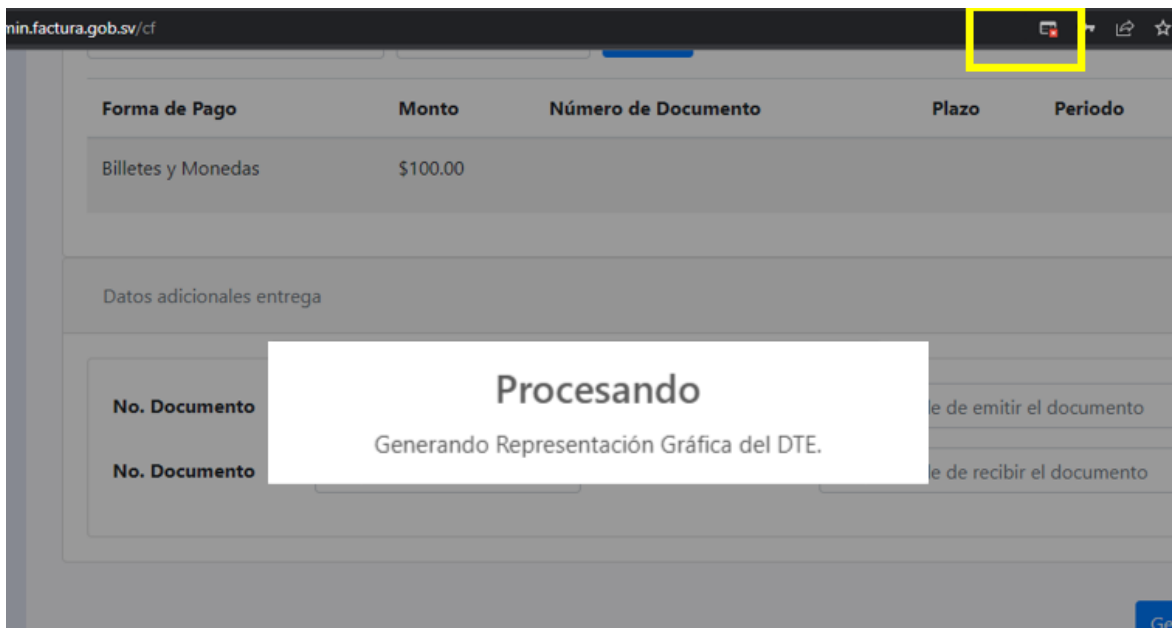 min.factura.gob.sv/cf
Forma de Pago Monto Número de Documento Plazo Periodo
Billetes y Monedas $100.00
Datos adicionales entrega
Procesando
Generando Representación Gráfica del DTE.
No. Documento de emitir el documento
No. Documento de recibir el documento